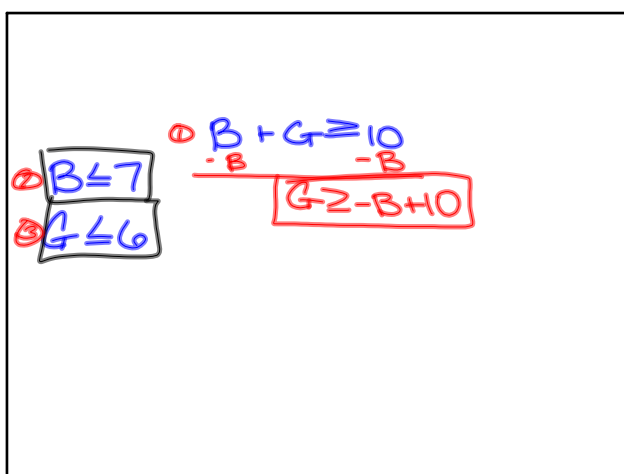 ① B + G ≥ 10
- B - B
② B ≤ 7
G ≥ -B+10
③ G ≤ 6